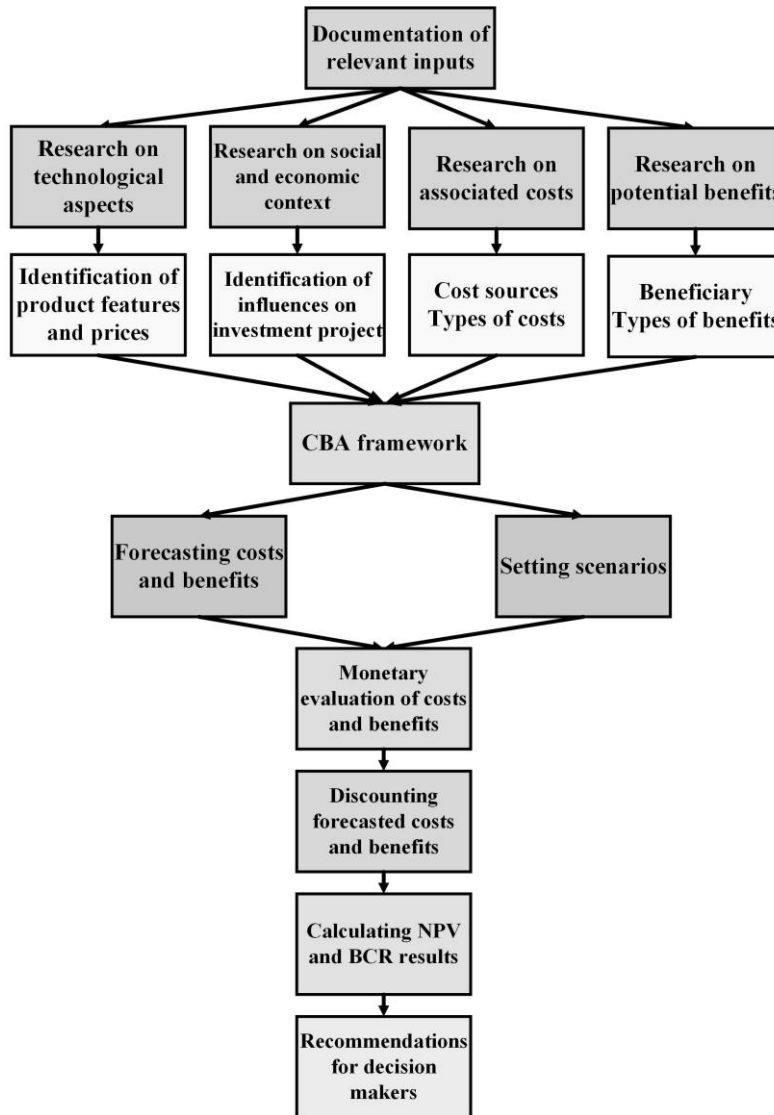 Documentation of
relevant inputs
Research on
technological
aspects
Research on social
and economic
context
Research on
associated costs
Research on
potential benefits
Identification of
product features
and prices
Identification of
influences on
investment project
Cost sources
Types of costs
Beneficiary
Types of benefits
CBA framework
Forecasting costs
and benefits
Setting scenarios
Monetary
evaluation of costs
and benefits
Discounting
forecasted costs
and benefits
Calculating NPV
and BCR results
Recommendations
for decision
makers